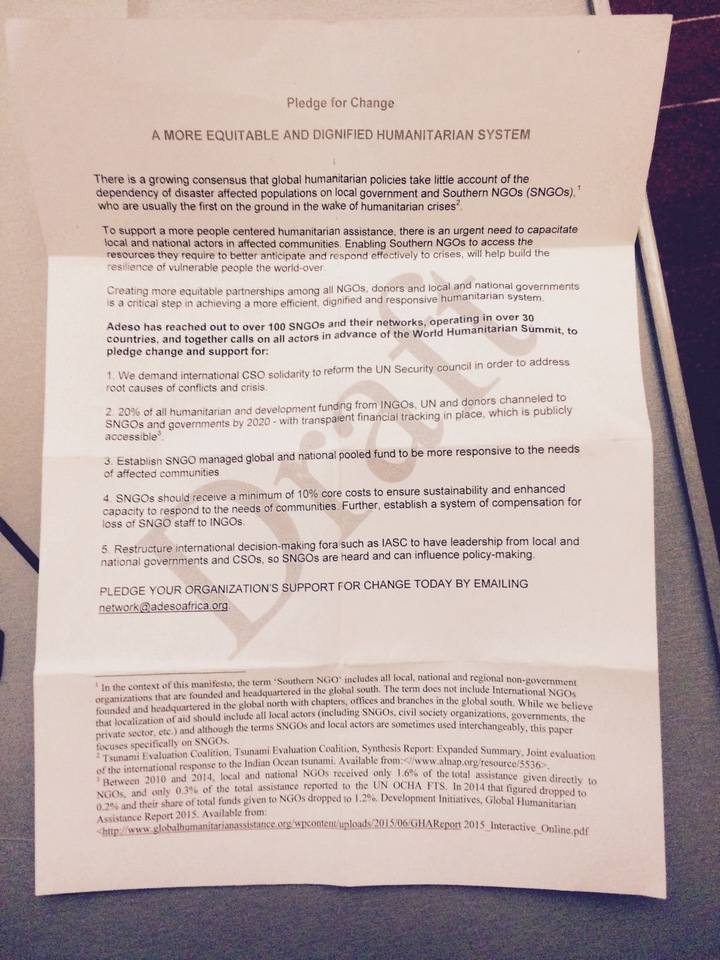 Pledge for Change
A MORE EQUITABLE AND DIGNIFIED HUMANITARIAN SYSTEM
There is a growing consensus that global humanitarian policies take little account of the
dependency of disaster affected populations on local government and Southern NGOs (SNGOs),¹
who are usually the first on the ground in the wake of humanitarian crises².
To support a more people centered humanitarian assistance, there is an urgent need to capacitate
local and national actors in affected communities. Enabling Southern NGOs to access the
resources they require to better anticipate and respond effectively to crises, will help build the
resilience of vulnerable people the world-over.
Creating more equitable partnerships among all NGOs, donors and local and national governments
is a critical step in achieving a more efficient, dignified and responsive humanitarian system.
Adeso has reached out to over 100 SNGOs and their networks, operating in over 30
countries, and together calls on all actors in advance of the World Humanitarian Summit, to
pledge change and support for:
1. We demand international CSO solidarity to reform the UN Security council in order to address
root causes of conflicts and crisis.
2. 20% of all humanitarian and development funding from INGOs, UN and donors channeled to
SNGOs and governments by 2020 - with transparent financial tracking in place, which is publicly
accessible³.
3. Establish SNGO managed global and national pooled fund to be more responsive to the needs
of affected communities
4. SNGOs should receive a minimum of 10% core costs to ensure sustainability and enhanced
capacity to respond to the needs of communities. Further, establish a system of compensation for
loss of SNGO staff to INGOs.
5. Restructure international decision-making fora such as IASC to have leadership from local and
national governments and CSOs, so SNGOs are heard and can influence policy-making.
PLEDGE YOUR ORGANIZATION'S SUPPORT FOR CHANGE TODAY BY EMAILING
network@adesoafrica.org.
Draft
¹ In the context of this manifesto, the term 'Southern NGO' includes all local, national and regional non-government
organizations that are founded and headquartered in the global south. The term does not include International NGOs
founded and headquartered in the global north with chapters, offices and branches in the global south. While we believe
that localization of aid should include all local actors (including SNGOs, civil society organizations, governments, the
private sector, etc.) and although the terms SNGOs and local actors are sometimes used interchangeably, this paper
focuses specifically on SNGOs.
² Tsunami Evaluation Coalition, Tsunami Evaluation Coalition, Synthesis Report: Expanded Summary, Joint evaluation
of the international response to the Indian Ocean tsunami. Available from:<//www.alnap.org/resource/5536>.
³ Between 2010 and 2014, local and national NGOs received only 1.6% of the total assistance given directly to
NGOs, and only 0.3% of the total assistance reported to the UN OCHA FTS. In 2014 that figured dropped to
0.2% and their share of total funds given to NGOs dropped to 1.2%. Development Initiatives, Global Humanitarian
Assistance Report 2015. Available from:
<http://www.globalhumanitarianassistance.org/wpcontent/uploads/2015/06/GHAReport 2015_Interactive_Online.pdf